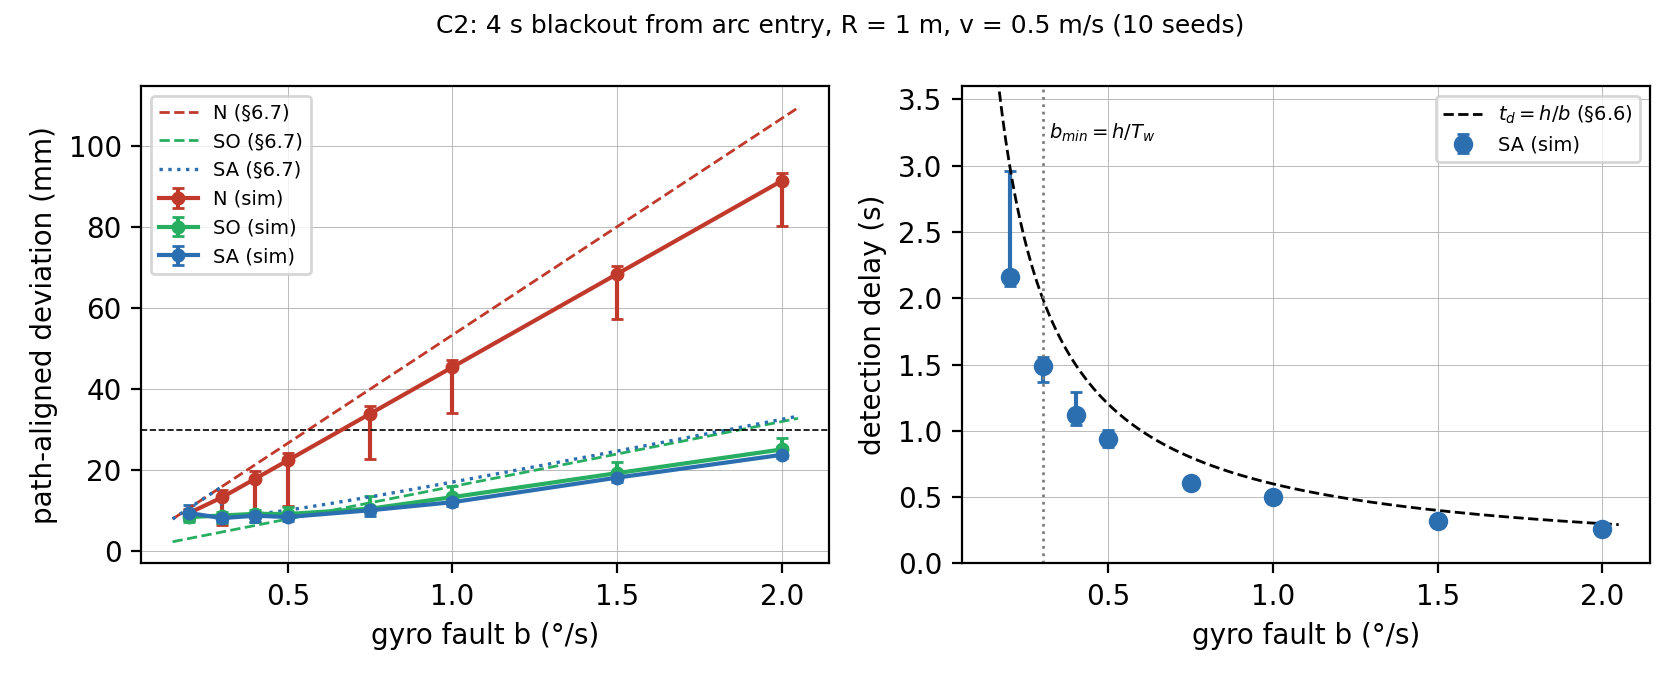 C2: 4 s blackout from arc entry, R = 1 m, v = 0.5 m/s (10 seeds)
path-aligned deviation (mm)
100
80
60
40
20
0
N (§6.7)
SO (§6.7)
SA (§6.7)
N (sim)
SO (sim)
SA (sim)
0.5 1.0 1.5 2.0
gyro fault b (°/s)
detection delay (s)
3.5
3.0
2.5
2.0
1.5
1.0
0.5
0.0
b_min = h/T_w
t_d = h/b (§6.6)
SA (sim)
0.5 1.0 1.5 2.0
gyro fault b (°/s)